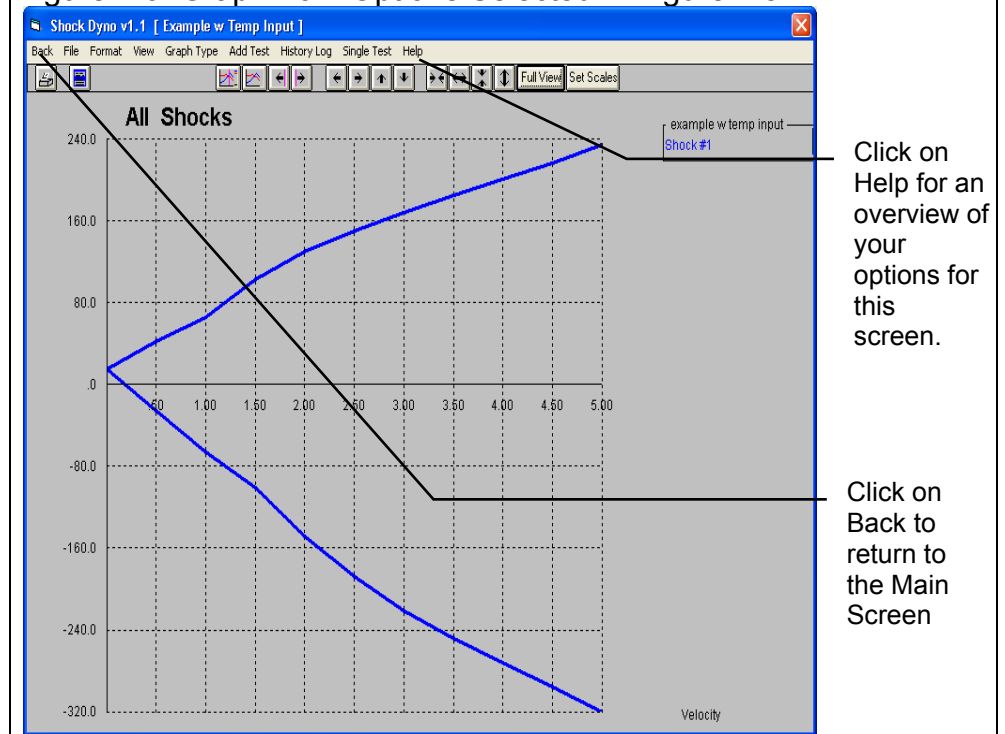 Shock Dyno v1.1 [ Example w Temp Input ]
Back File Format View Graph Type Add Test History Log Single Test Help
Full View Set Scales
All Shocks
example w temp input
Shock #1
240.0
160.0
80.0
.0
.50 1.00 1.50 2.00 2.50 3.00 3.50 4.00 4.50 5.00
-80.0
-160.0
-240.0
-320.0
Velocity
Click on
Help for an
overview of
your
options for
this
screen.
Click on
Back to
return to
the Main
Screen